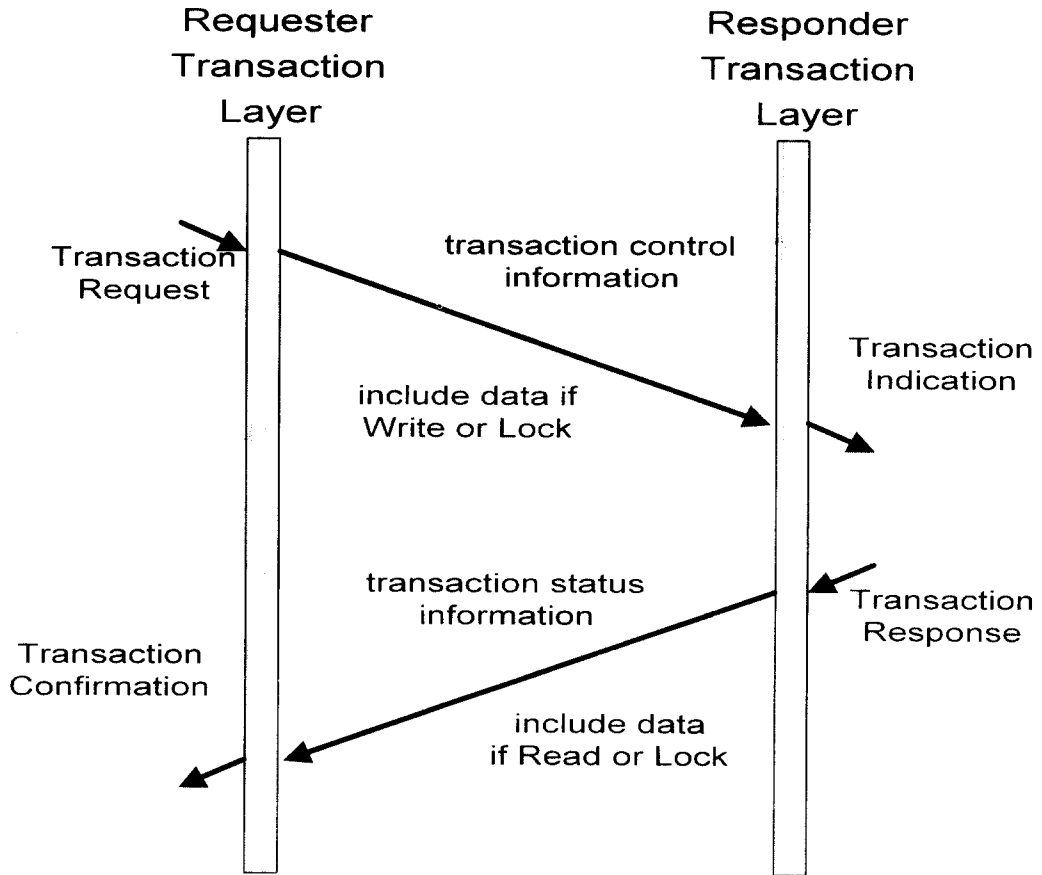 Requester
Transaction
Layer
Responder
Transaction
Layer
Transaction
Request
transaction control
information
include data if
Write or Lock
Transaction
Indication
transaction status
information
Transaction
Response
Transaction
Confirmation
include data
if Read or Lock